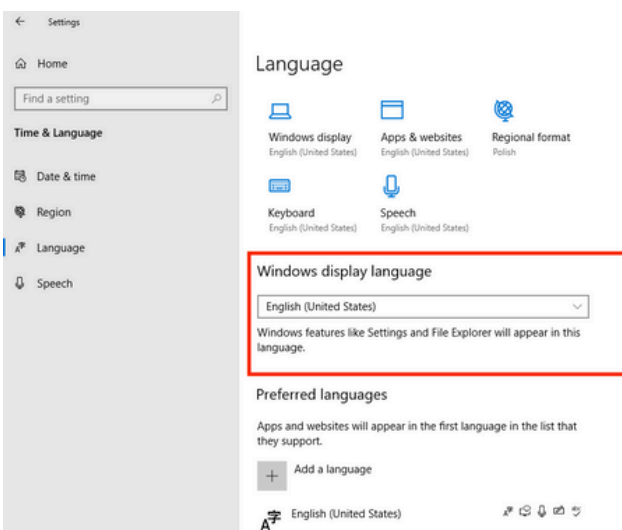 Settings
Home
Find a setting
Time & Language
Date & time
Region
Language
Speech
Language
Windows display
English (United States)
Apps & websites
English (United States)
Regional format
Polish
Keyboard
English (United States)
Speech
English (United States)
Windows display language
English (United States)
Windows features like Settings and File Explorer will appear in this
language.
Preferred languages
Apps and websites will appear in the first language in the list that
they support.
Add a language
English (United States)